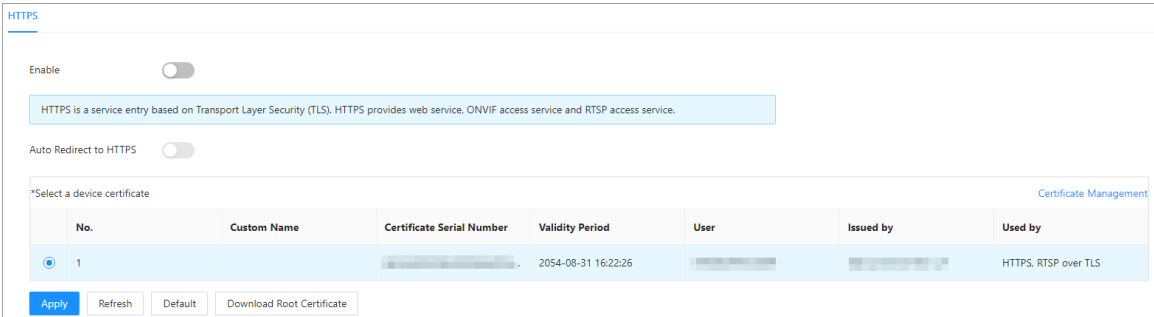 HTTPS
Enable
HTTPS is a service entry based on Transport Layer Security (TLS). HTTPS provides web service, ONVIF access service and RTSP access service.
Auto Redirect to HTTPS
*Select a device certificate Certificate Management
No. Custom Name Certificate Serial Number Validity Period User Issued by Used by
1 . 2054-08-31 16:22:26 HTTPS, RTSP over TLS
Apply Refresh Default Download Root Certificate